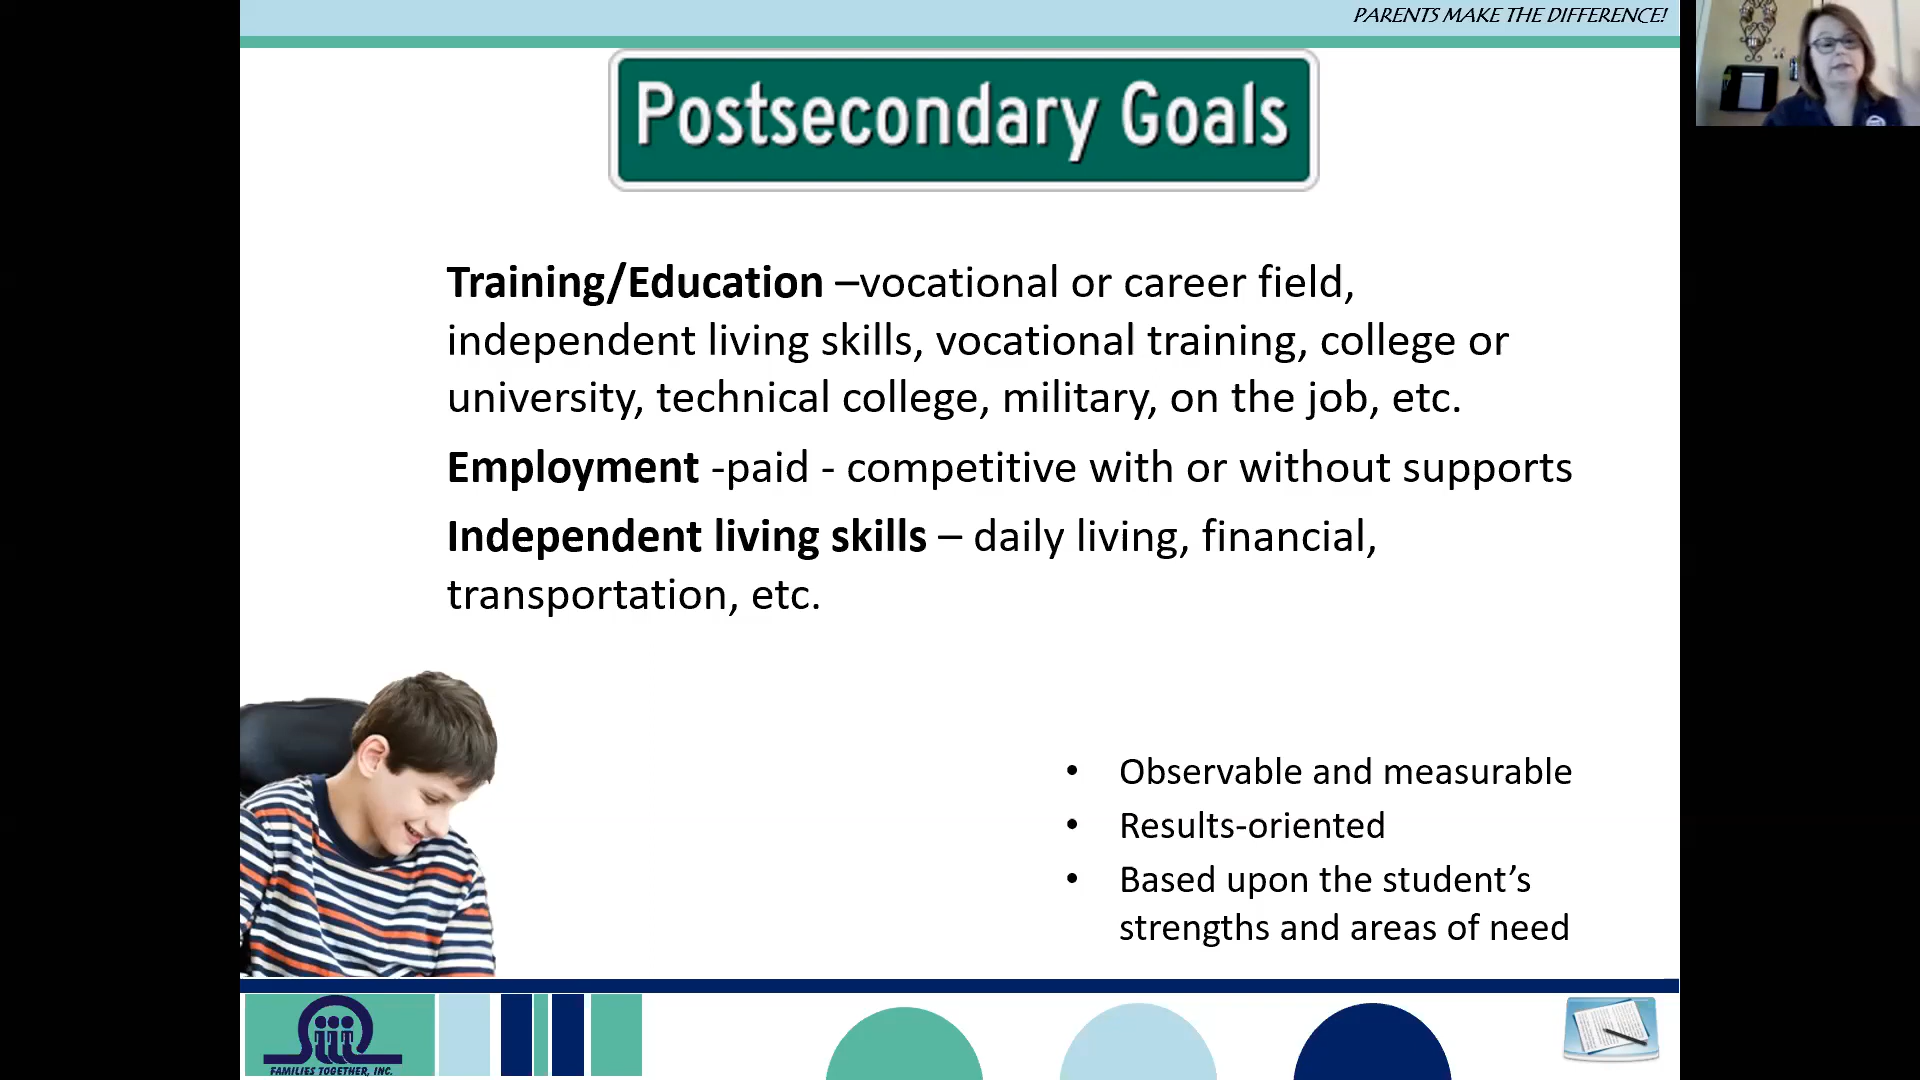 PARENTS MAKE THE DIFFERENCE!
Postsecondary Goals
Training/Education –vocational or career field,
independent living skills, vocational training, college or
university, technical college, military, on the job, etc.
Employment -paid - competitive with or without supports
Independent living skills – daily living, financial,
transportation, etc.
• Observable and measurable
• Results-oriented
• Based upon the student’s
strengths and areas of need
FAMILIES TOGETHER, INC.